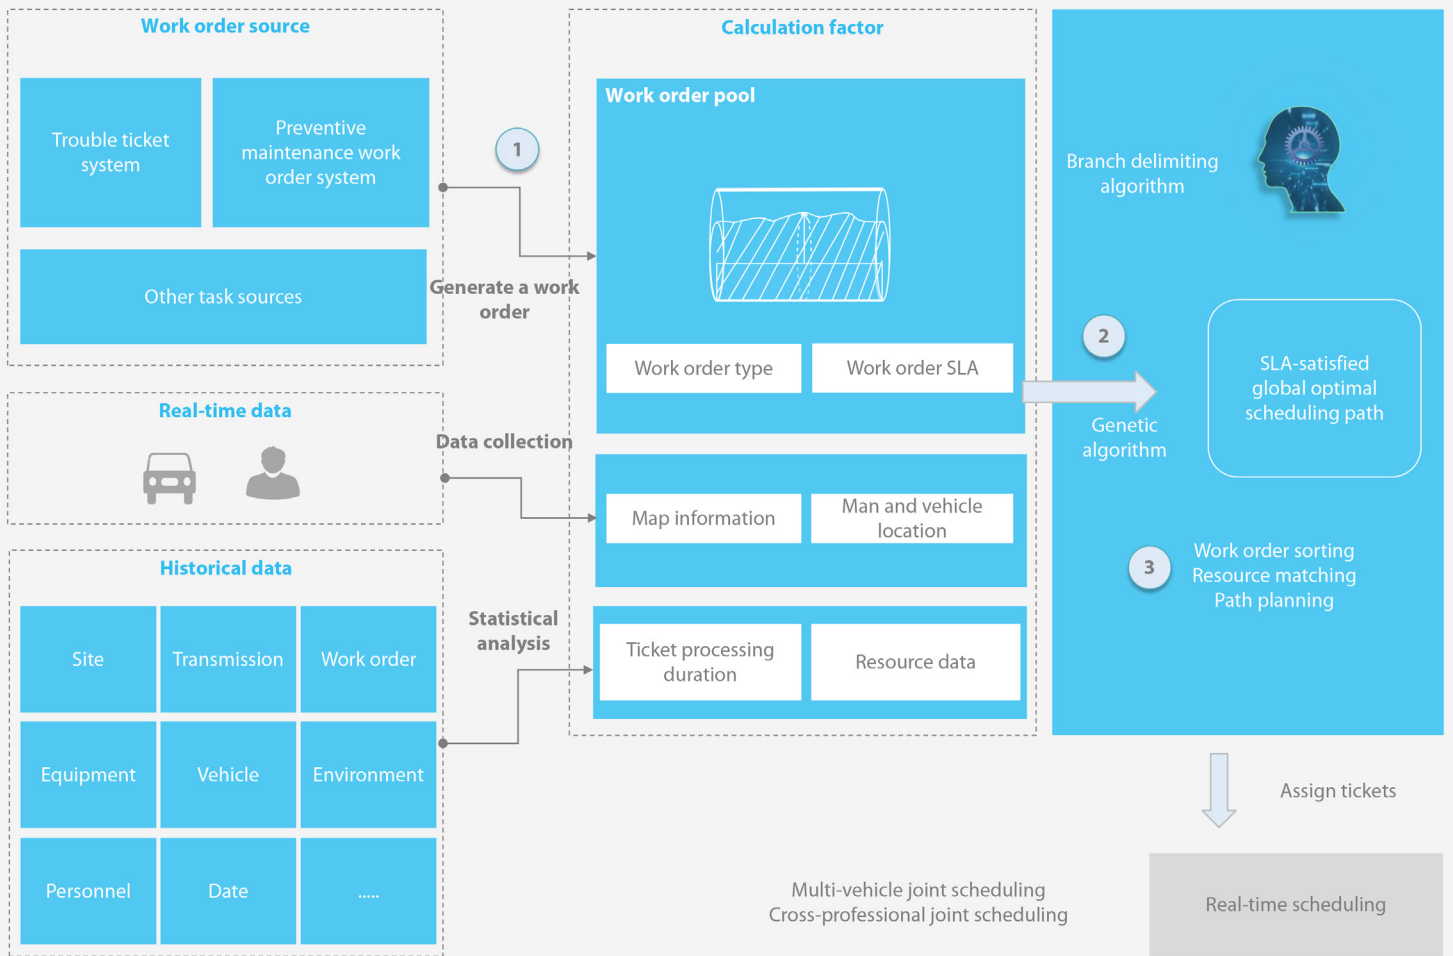 Work order source
Trouble ticket
system
Preventive
maintenance work
order system
Other task sources
1
Generate a work
order
Real-time data
Data collection
Historical data
Site
Transmission
Work order
Equipment
Vehicle
Environment
Personnel
Date
.....
Statistical
analysis
Calculation factor
Work order pool
Work order type
Work order SLA
Map information
Man and vehicle
location
Ticket processing
duration
Resource data
Branch delimiting
algorithm
2
Genetic
algorithm
SLA-satisfied
global optimal
scheduling path
3
Work order sorting
Resource matching
Path planning
Assign tickets
Multi-vehicle joint scheduling
Cross-professional joint scheduling
Real-time scheduling